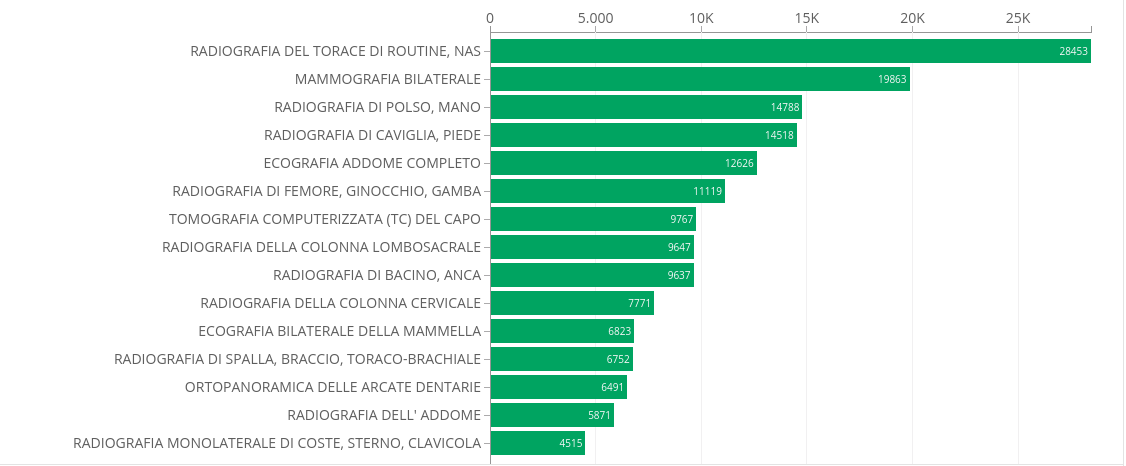 0 5.000 10K 15K 20K 25K
RADIOGRAFIA DEL TORACE DI ROUTINE, NAS 28453
MAMMOGRAFIA BILATERALE 19863
RADIOGRAFIA DI POLSO, MANO 14788
RADIOGRAFIA DI CAVIGLIA, PIEDE 14518
ECOGRAFIA ADDOME COMPLETO 12626
RADIOGRAFIA DI FEMORE, GINOCCHIO, GAMBA 11119
TOMOGRAFIA COMPUTERIZZATA (TC) DEL CAPO 9767
RADIOGRAFIA DELLA COLONNA LOMBOSACRALE 9647
RADIOGRAFIA DI BACINO, ANCA 9637
RADIOGRAFIA DELLA COLONNA CERVICALE 7771
ECOGRAFIA BILATERALE DELLA MAMMELLA 6823
RADIOGRAFIA DI SPALLA, BRACCIO, TORACO-BRACHIALE 6752
ORTOPANORAMICA DELLE ARCATE DENTARIE 6491
RADIOGRAFIA DELL' ADDOME 5871
RADIOGRAFIA MONOLATERALE DI COSTE, STERNO, CLAVICOLA 4515